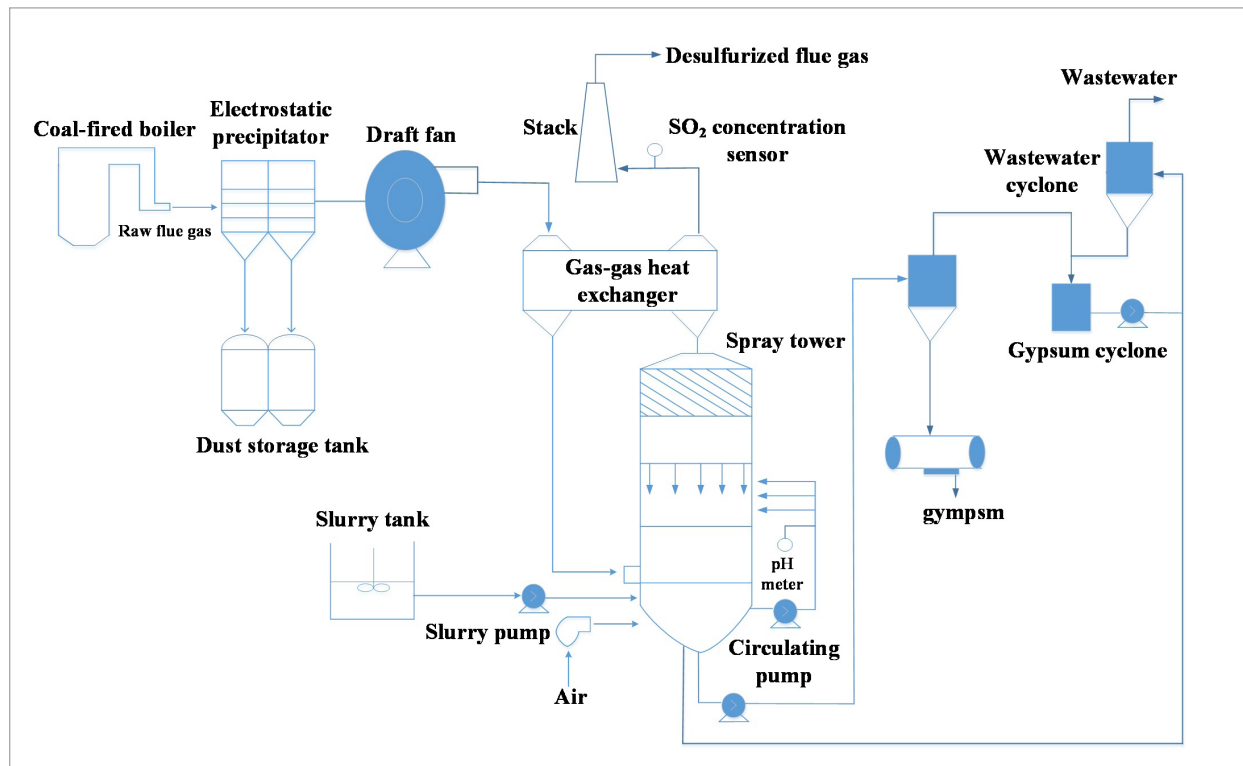 Desulfurized flue gas
Wastewater
Electrostatic
precipitator
Coal-fired boiler
Draft fan
Stack
SO₂ concentration
sensor
Wastewater
cyclone
Raw flue gas
Gas-gas heat
exchanger
Spray tower
Gypsum cyclone
Dust storage tank
Slurry tank
gympsm
pH
meter
Slurry pump
Circulating
pump
Air